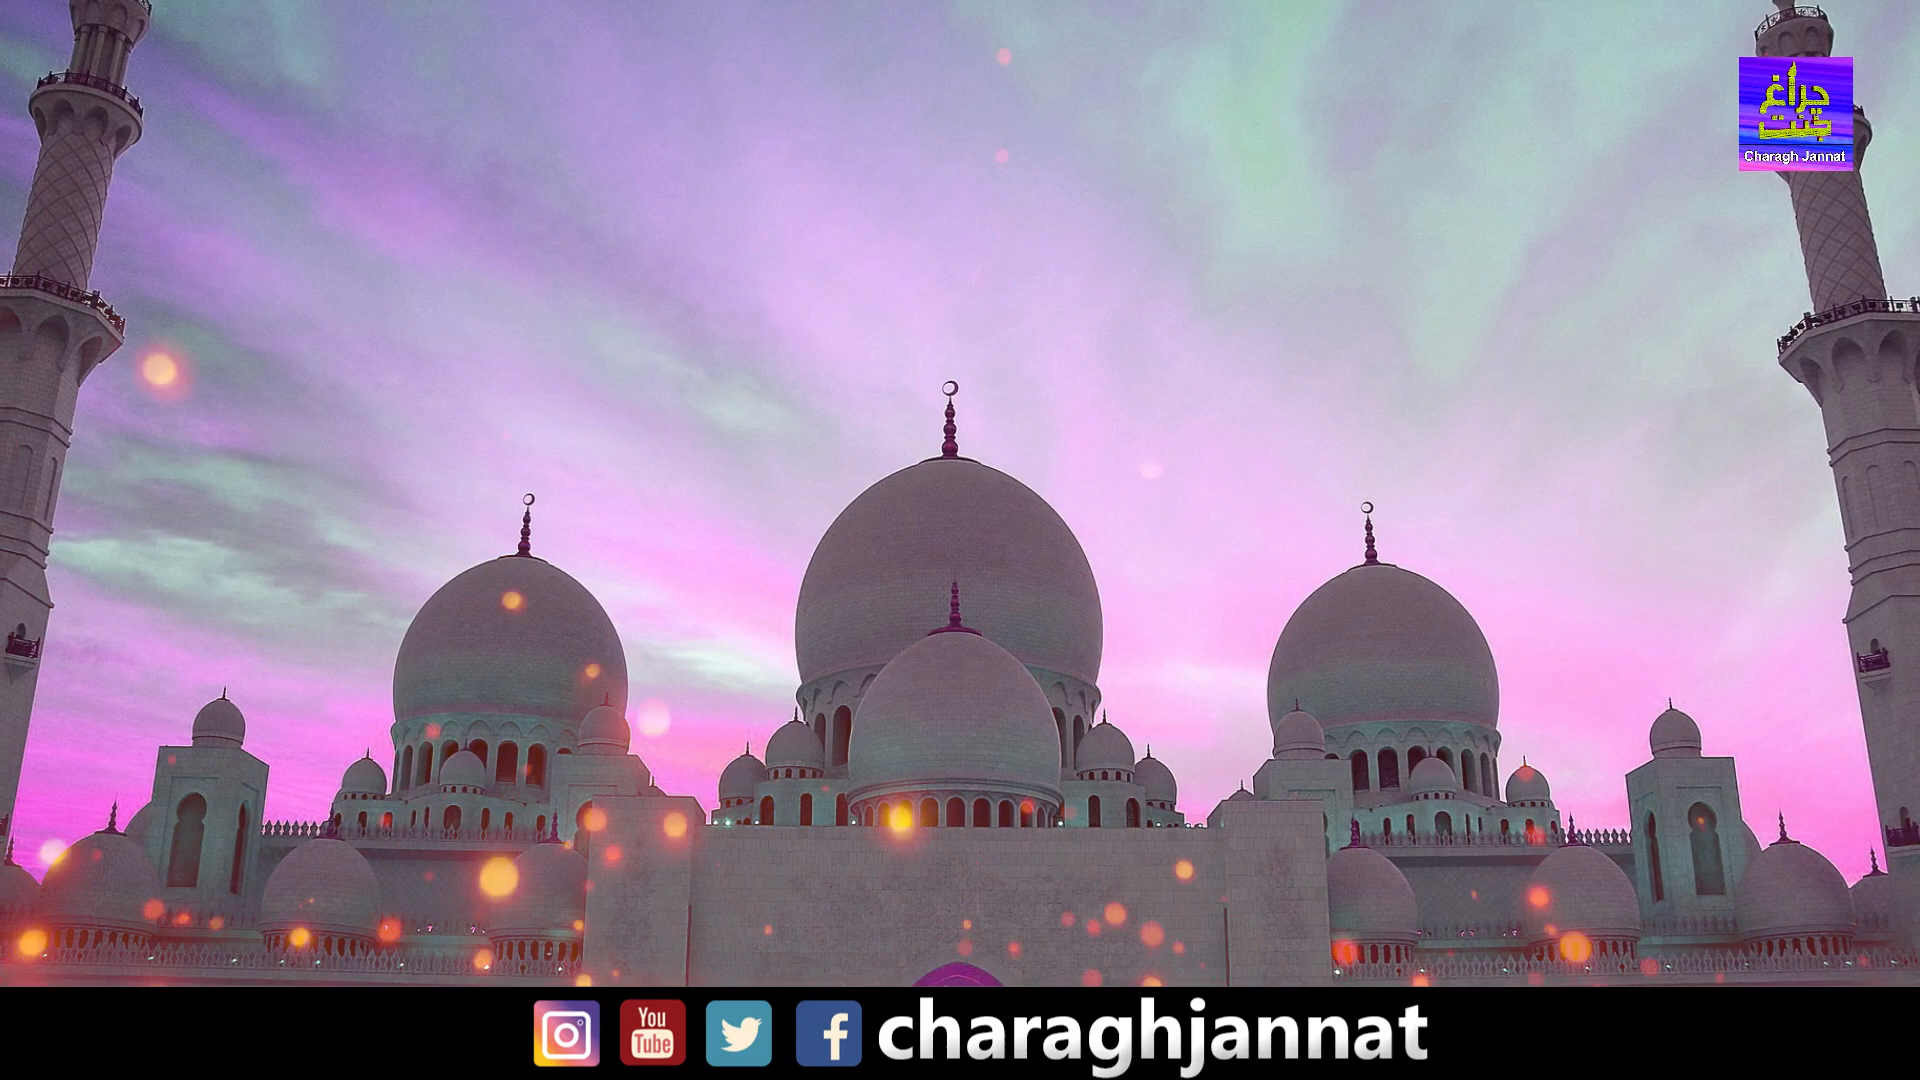 چراغ
جنت
Charagh Jannat
You
Tube
charaghjannat